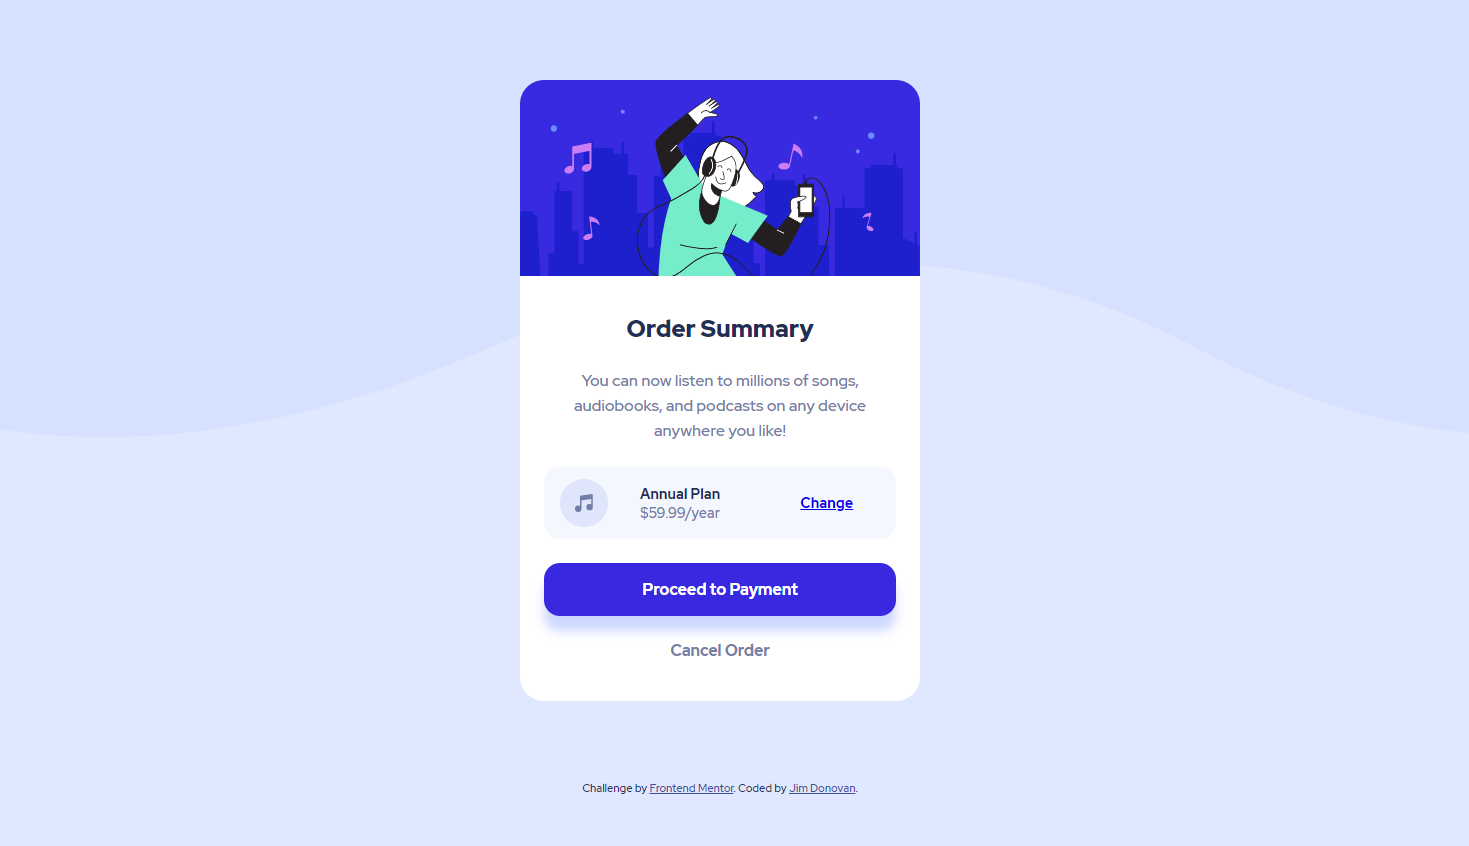 Order Summary
You can now listen to millions of songs,
audiobooks, and podcasts on any device
anywhere you like!
Annual Plan
$59.99/year
Change
Proceed to Payment
Cancel Order
Challenge by Frontend Mentor. Coded by Jim Donovan.